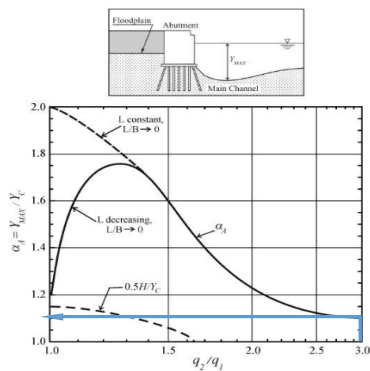 Floodplain
Abutment
Y_MAX
Main Channel
2.0
1.8
1.6
1.4
1.2
1.0
α_A = Y_MAX / Y_C
L constant,
L/B→0
L decreasing,
L/B→0
α_A
0.5H/Y_C
1.0
1.5
2.0
3.0
q_2/q_1